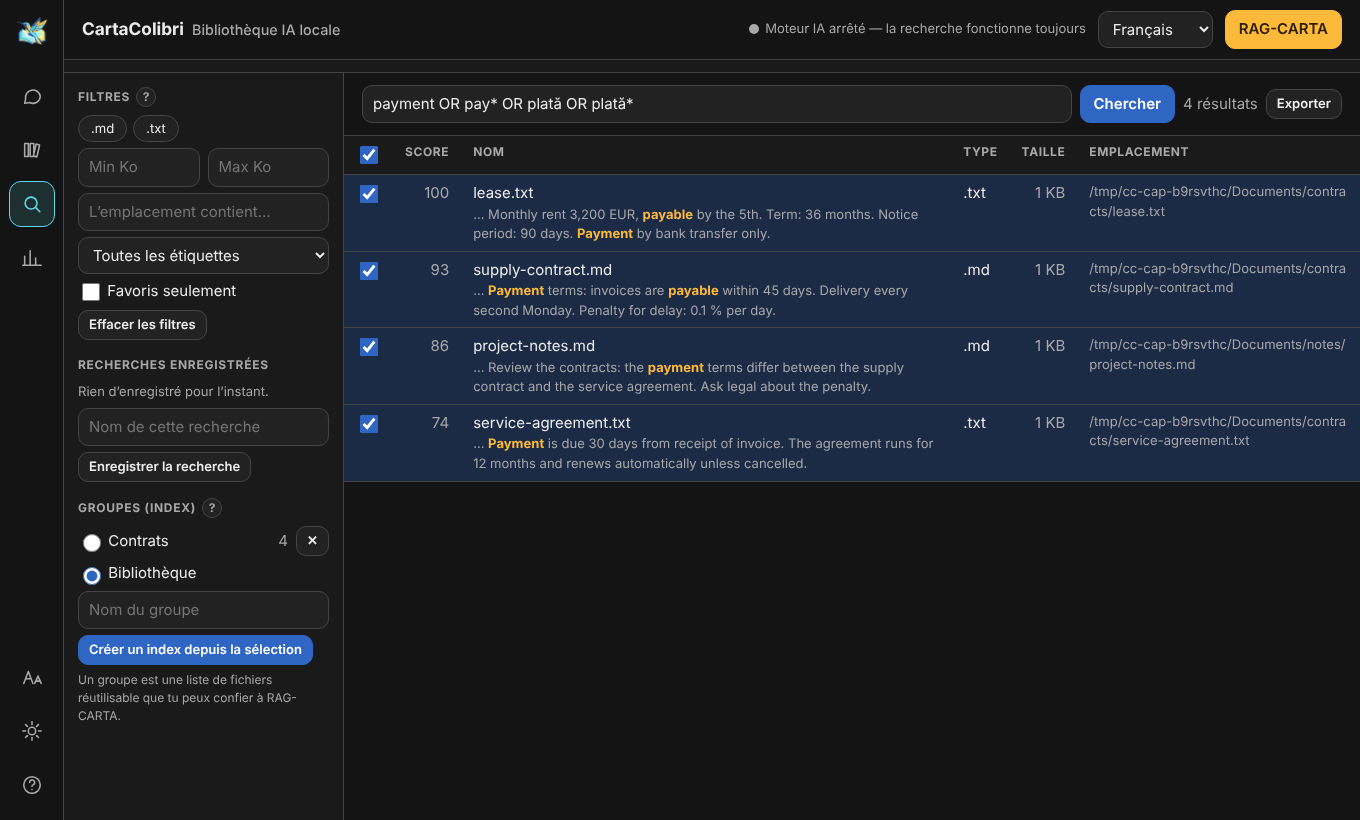 CartaColibri Bibliothèque IA locale
Moteur IA arrêté — la recherche fonctionne toujours
Français
RAG-CARTA
FILTRES ?
.md .txt
Min Ko Max Ko
L’emplacement contient…
Toutes les étiquettes
Favoris seulement
Effacer les filtres
RECHERCHES ENREGISTRÉES
Rien d’enregistré pour l’instant.
Nom de cette recherche
Enregistrer la recherche
GROUPES (INDEX) ?
Contrats 4 ×
Bibliothèque
Nom du groupe
Créer un index depuis la sélection
Un groupe est une liste de fichiers
réutilisable que tu peux confier à RAG-
CARTA.
AA
payment OR pay* OR plată OR plată*
Chercher 4 résultats Exporter
SCORE NOM TYPE TAILLE EMPLACEMENT
100 lease.txt .txt 1 KB /tmp/cc-cap-b9rsvthc/Documents/contra
cts/lease.txt
… Monthly rent 3,200 EUR, payable by the 5th. Term: 36 months. Notice
period: 90 days. Payment by bank transfer only.
93 supply-contract.md .md 1 KB /tmp/cc-cap-b9rsvthc/Documents/contra
cts/supply-contract.md
… Payment terms: invoices are payable within 45 days. Delivery every
second Monday. Penalty for delay: 0.1 % per day.
86 project-notes.md .md 1 KB /tmp/cc-cap-b9rsvthc/Documents/notes/
project-notes.md
… Review the contracts: the payment terms differ between the supply
contract and the service agreement. Ask legal about the penalty.
74 service-agreement.txt .txt 1 KB /tmp/cc-cap-b9rsvthc/Documents/contra
cts/service-agreement.txt
… Payment is due 30 days from receipt of invoice. The agreement runs for
12 months and renews automatically unless cancelled.